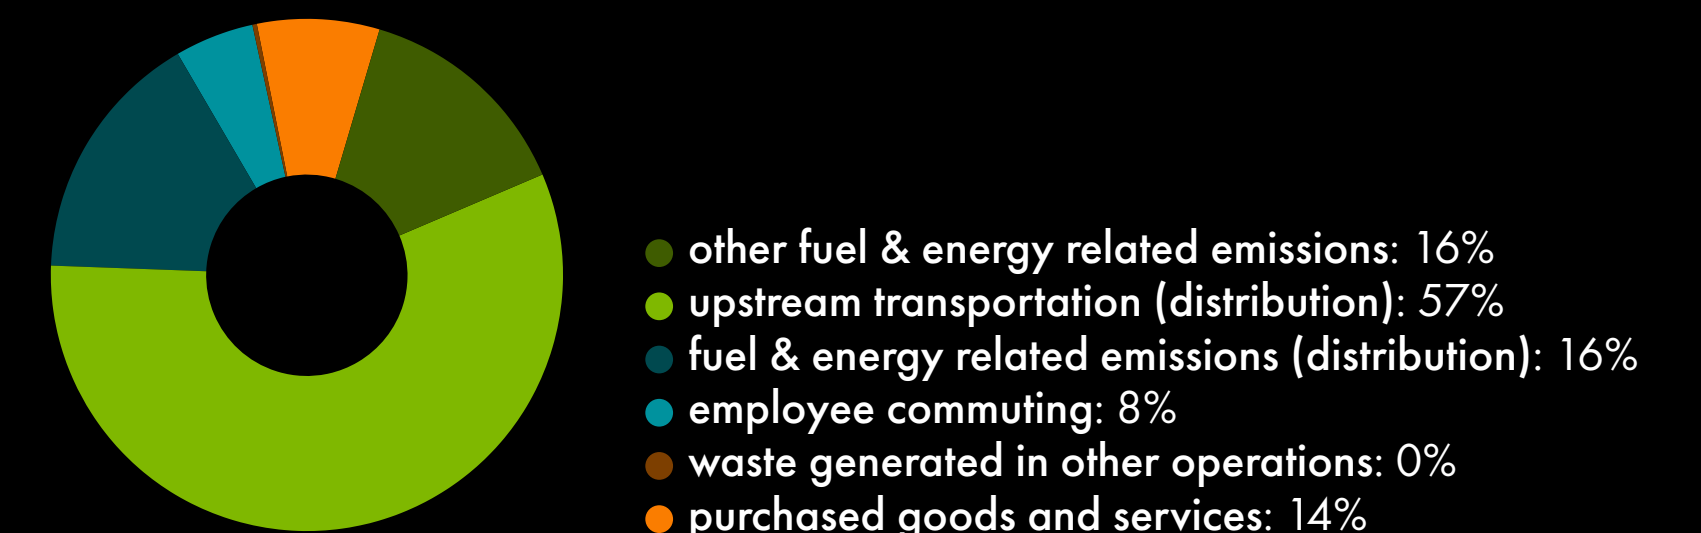 other fuel & energy related emissions: 16%
upstream transportation (distribution): 57%
fuel & energy related emissions (distribution): 16%
employee commuting: 8%
waste generated in other operations: 0%
purchased goods and services: 14%